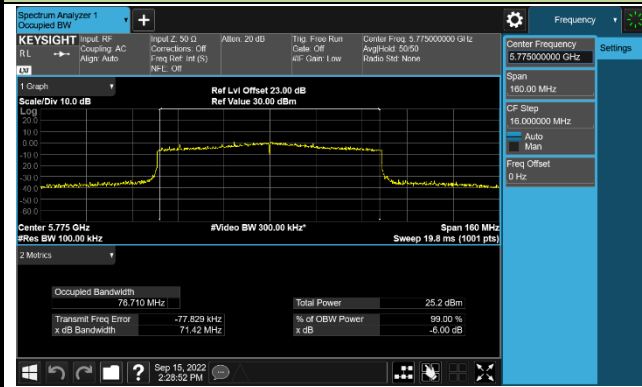 Spectrum Analyzer 1
Occupied BW
Frequency
KEYSIGHT
RL
LXI
Input: RF
Coupling: AC
Align: Auto
Input Z: 50 Ω
Corrections: Off
Freq Ref: Int (S)
NFE: Off
Atten: 20 dB
Trig: Free Run
Gate: Off
#IF Gain: Low
Center Freq: 5.775000000 GHz
Avg|Hold: 50/50
Radio Std: None
Center Frequency
5.775000000 GHz
Settings
Span
160.00 MHz
CF Step
16.000000 MHz
Auto
Man
Freq Offset
0 Hz
1 Graph
Scale/Div 10.0 dB
Ref Lvl Offset 23.00 dB
Ref Value 30.00 dBm
Log
20.0
10.0
0.00
-10.0
-20.0
-30.0
-40.0
-50.0
-60.0
Center 5.775 GHz
#Res BW 100.00 kHz
#Video BW 300.00 kHz*
Span 160 MHz
Sweep 19.8 ms (1001 pts)
2 Metrics
Occupied Bandwidth
76.710 MHz
Total Power
25.2 dBm
Transmit Freq Error
-77.829 kHz
% of OBW Power
99.00 %
x dB Bandwidth
71.42 MHz
x dB
-6.00 dB
?
Sep 15, 2022
2:28:52 PM